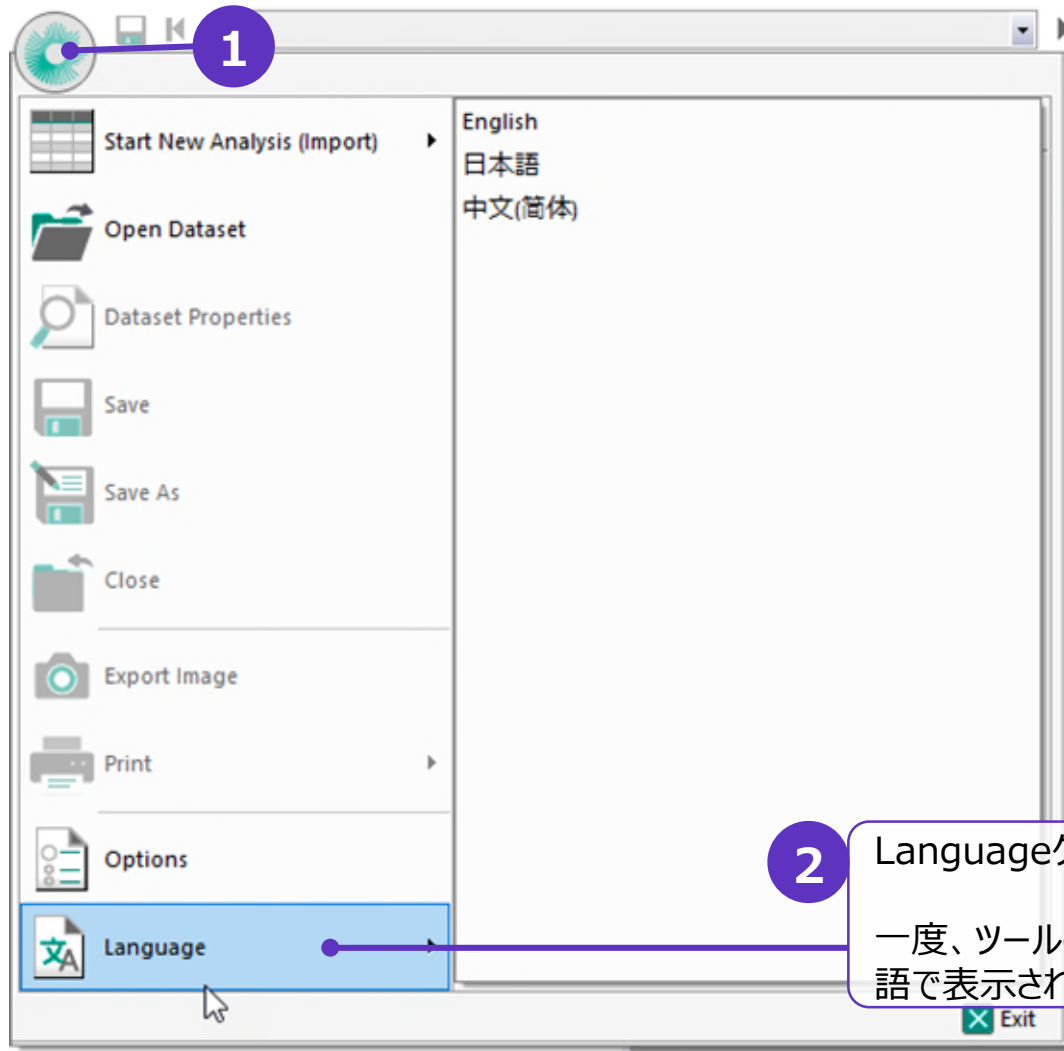 1
Start New Analysis (Import)
English
日本語
中文(简体)
Open Dataset
Dataset Properties
Save
Save As
Close
Export Image
Print
Options
Language
2
Language
一度、ツール
語で表示され
Exit